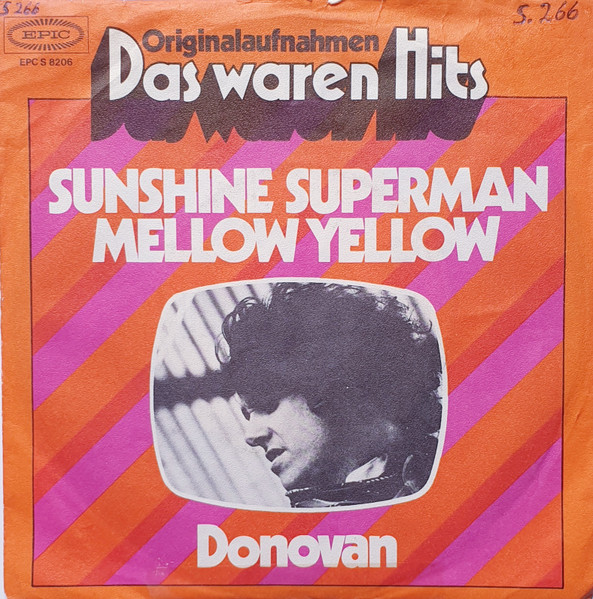 S 266
S. 266
EPIC
EPC S 8206
Originalaufnahmen
Das waren Hits
SUNSHINE SUPERMAN
MELLOW YELLOW
Donovan